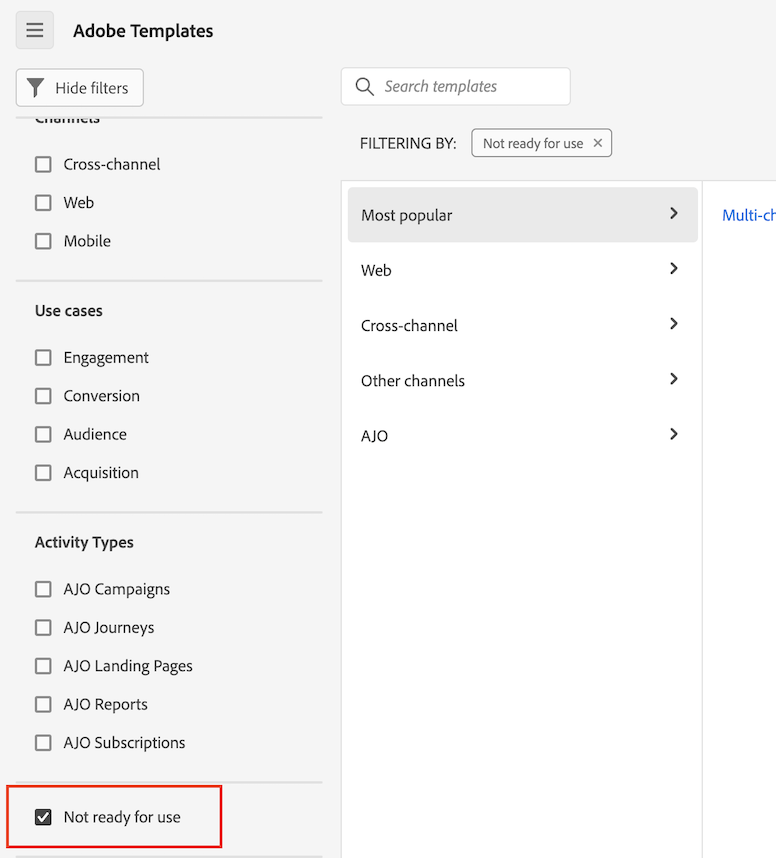 Adobe Templates
Hide filters
Search templates
Channels
FILTERING BY: Not ready for use
Cross-channel
Web
Mobile
Use cases
Engagement
Conversion
Audience
Acquisition
Activity Types
AJO Campaigns
AJO Journeys
AJO Landing Pages
AJO Reports
AJO Subscriptions
Not ready for use
Most popular
Web
Cross-channel
Other channels
AJO
Multi-ch